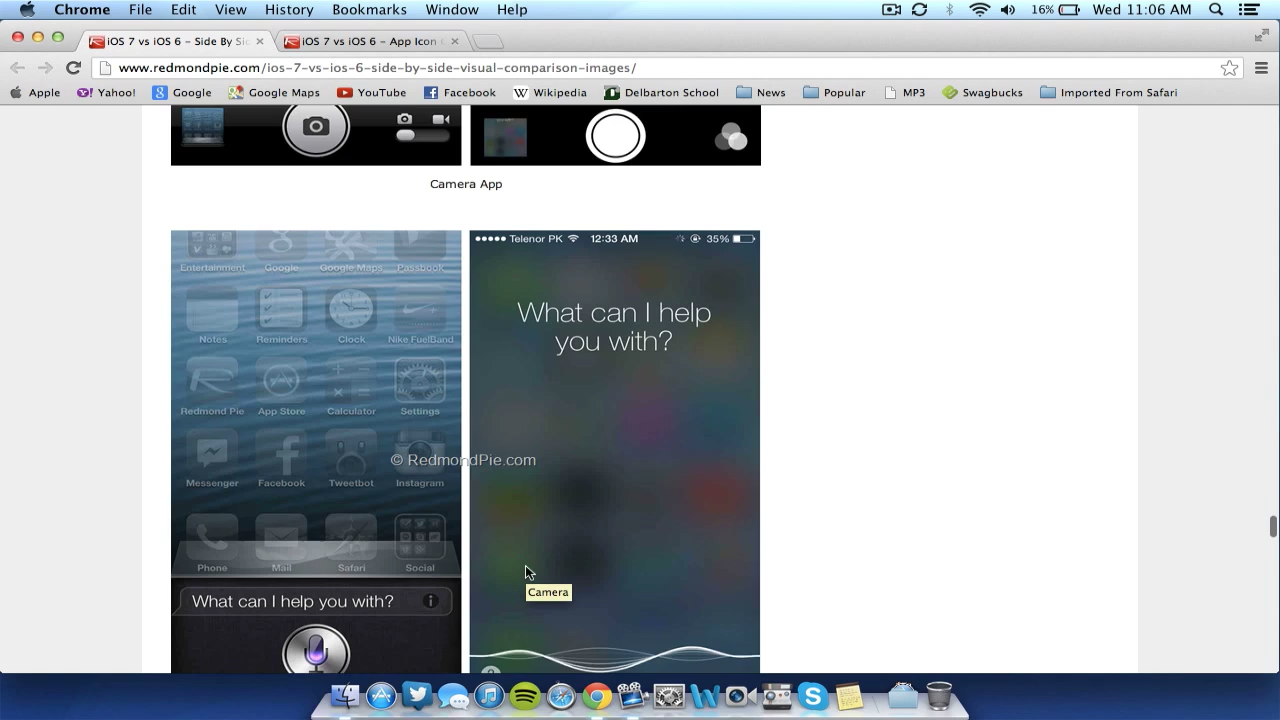 Chrome File Edit View History Bookmarks Window Help 16% Wed 11:06 AM
iOS 7 vs iOS 6 – Side By Si iOS 7 vs iOS 6 – App Icon
www.redmondpie.com/ios-7-vs-ios-6-side-by-side-visual-comparison-images/
Apple Yahoo! Google Google Maps YouTube Facebook Wikipedia Delbarton School News Popular MP3 Swagbucks Imported From Safari
Camera App
Telenor PK 12:33 AM 35%
Entertainment Google Google Maps Passbook
What can I help
you with?
Notes Reminders Clock Nike FuelBand
Redmond Pie App Store Calculator Settings
© RedmondPie.com
Messenger Facebook Tweetbot Instagram
Phone Mail Safari Social
Camera
What can I help you with?